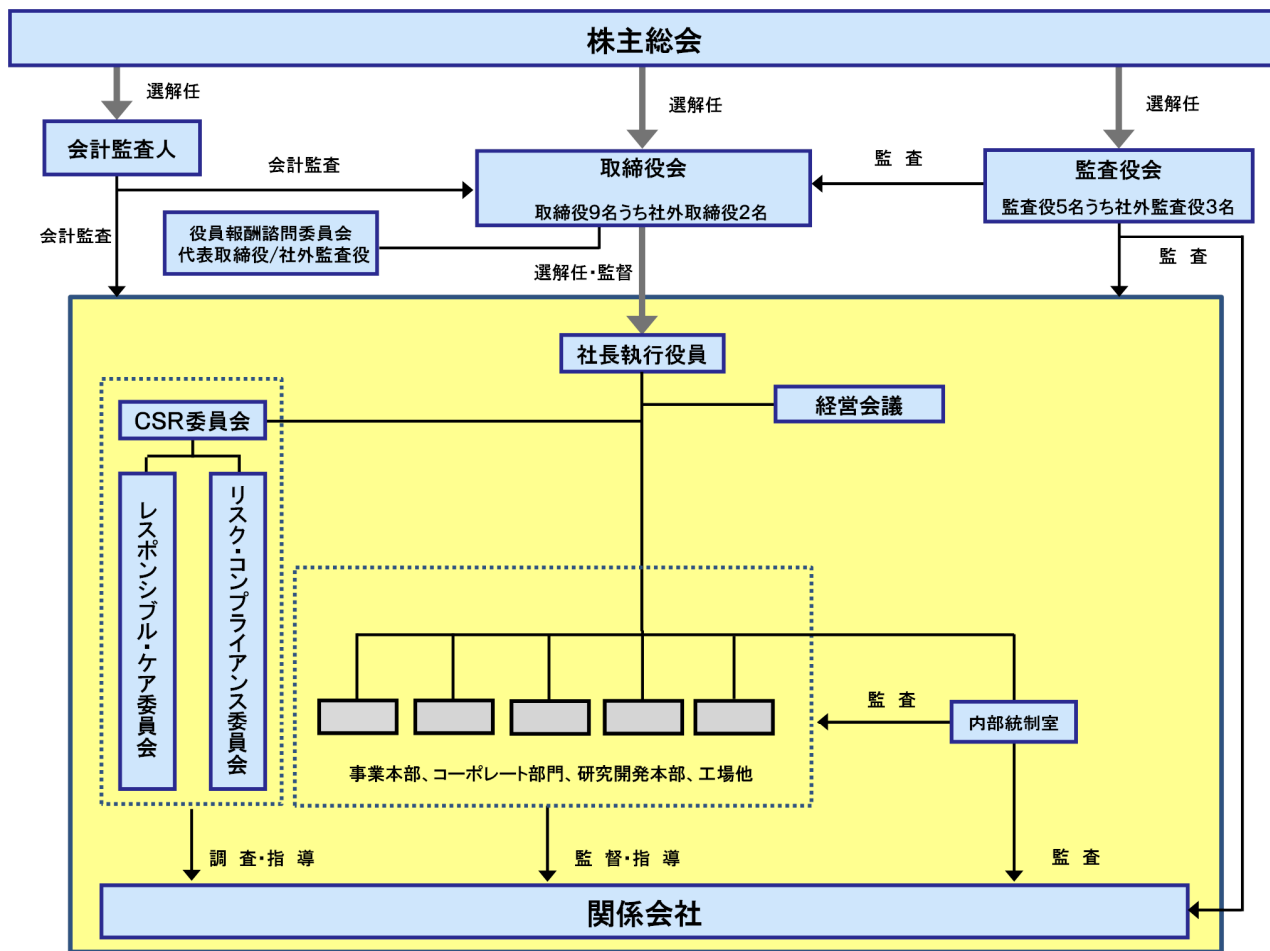 株主総会
選解任
選解任
選解任
会計監査人
会計監査
取締役会
取締役9名うち社外取締役2名
監 査
監査役会
監査役5名うち社外監査役3名
会計監査
役員報酬諮問委員会
代表取締役/社外監査役
選解任・監督
監 査
社長執行役員
経営会議
CSR委員会
レスポンシブル・ケア委員会
リスク・コンプライアンス委員会
監 査
内部統制室
事業本部、コーポレート部門、研究開発本部、工場他
調 査・指 導
監 督・指 導
監 査
関係会社